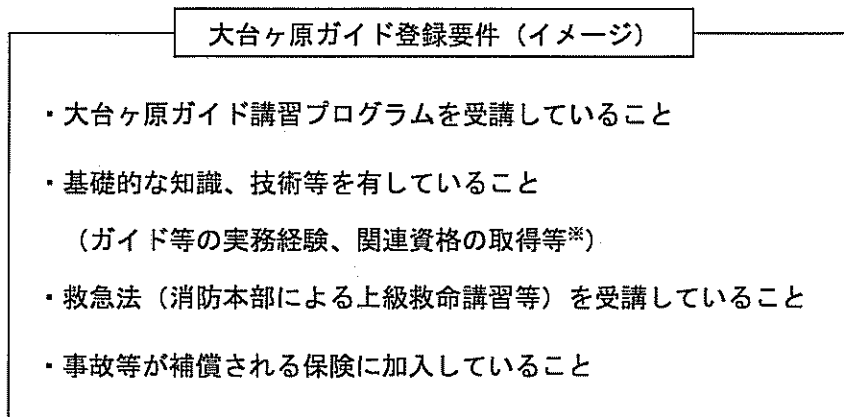 大台ヶ原ガイド登録要件（イメージ）
・大台ヶ原ガイド講習プログラムを受講していること
・基礎的な知識、技術等を有していること
（ガイド等の実務経験、関連資格の取得等※）
・救急法（消防本部による上級救命講習等）を受講していること
・事故等が補償される保険に加入していること